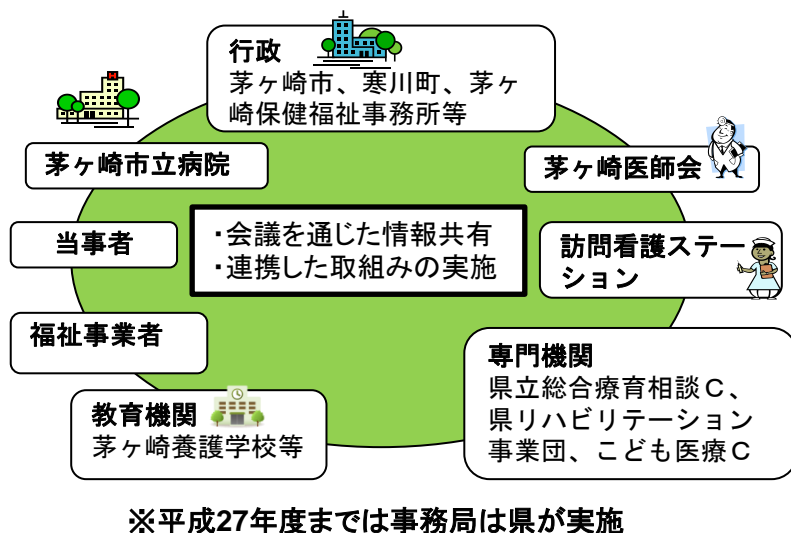 行政
茅ヶ崎市、寒川町、茅ヶ
崎保健福祉事務所等
茅ヶ崎市立病院
茅ヶ崎医師会
当事者
・会議を通じた情報共有
・連携した取組みの実施
訪問看護ステー
ション
福祉事業者
専門機関
県立総合療育相談C、
県リハビリテーション
事業団、こども医療C
教育機関
茅ヶ崎養護学校等
※平成27年度までは事務局は県が実施